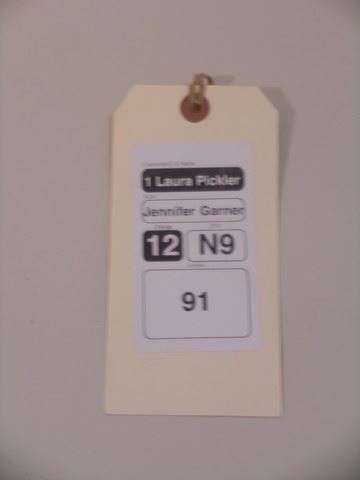 1 Laura Pickler
Jennifer Garner
12 N9
91